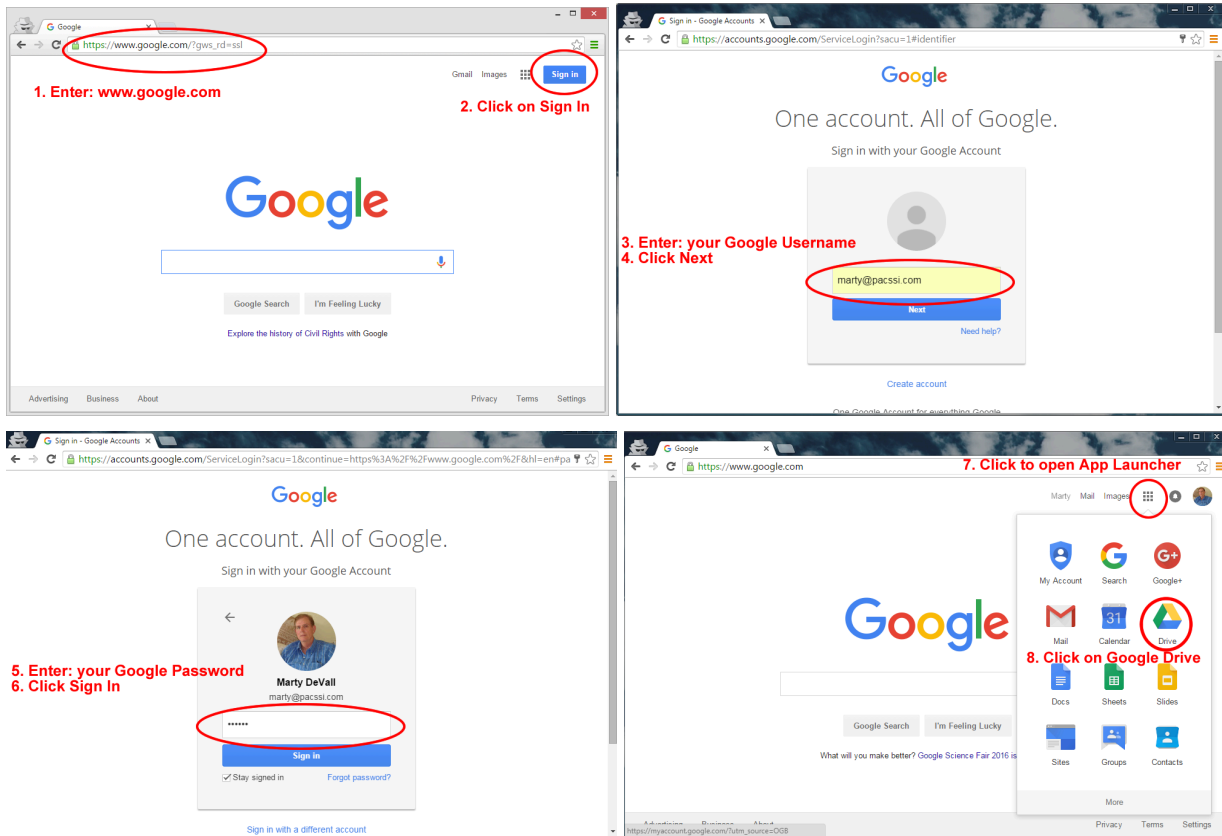 Google
https://www.google.com/?gws_rd=ssl
Gmail Images Sign in
1. Enter: www.google.com
2. Click on Sign In
Google
Google Search I'm Feeling Lucky
Explore the history of Civil Rights with Google
Advertising Business About Privacy Terms Settings
Sign in - Google Accounts
https://accounts.google.com/ServiceLogin?sacu=1#identifier
Google
One account. All of Google.
Sign in with your Google Account
3. Enter: your Google Username
4. Click Next
marty@pacssi.com
Next
Need help?
Create account
One Google Account for everything Google
Sign in - Google Accounts
https://accounts.google.com/ServiceLogin?sacu=1&continue=https%3A%2F%2Fwww.google.com%2F&hl=en#pa
Google
One account. All of Google.
Sign in with your Google Account
5. Enter: your Google Password
6. Click Sign In
Marty DeVall
marty@pacssi.com
••••••
Sign in
Stay signed in Forgot password?
Sign in with a different account
Google
https://www.google.com
7. Click to open App Launcher
Marty Mail Images
My Account Search Google+
31
Mail Calendar Drive
Google
8. Click on Google Drive
Docs Sheets Slides
Google Search I'm Feeling Lucky
What will you make better? Google Science Fair 2016 is
Sites Groups Contacts
More
Advertising Business About Privacy Terms Settings
https://myaccount.google.com/?utm_source=OGB